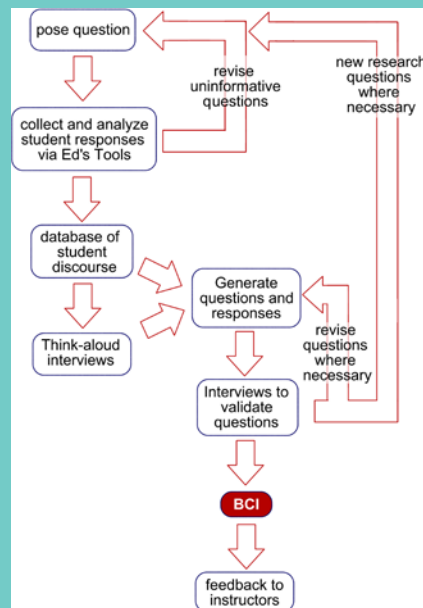 pose question
revise
uninformative
questions
new research
questions
where
necessary
collect and analyze
student responses
via Ed's Tools
database of
student
discourse
Generate
questions and
responses
Think-aloud
interviews
revise
questions
where
necessary
Interviews to
validate
questions
BCI
feedback to
instructors